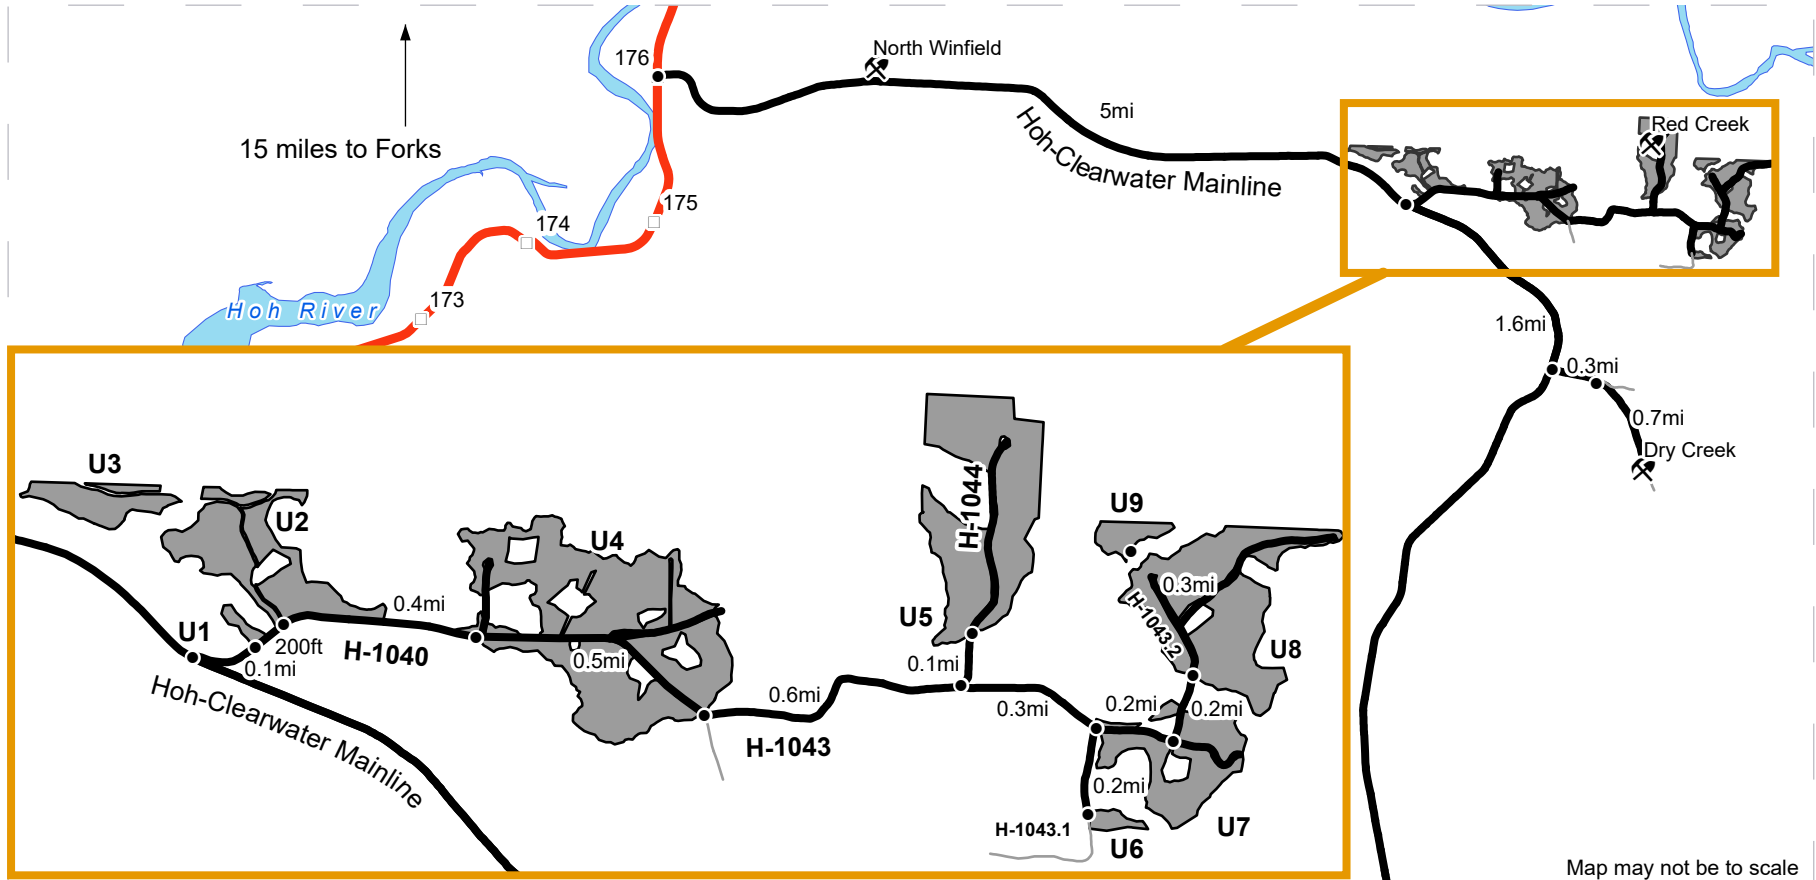 176
North Winfield
15 miles to Forks
5mi
Hoh-Clearwater Mainline
Red Creek
175
174
173
Hoh River
1.6mi
0.3mi
0.7mi
Dry Creek
U3
U2
U4
U9
H-1044
0.3mi
H-1043.2
0.4mi
U1
200ft
0.1mi
H-1040
0.5mi
U5
0.1mi
U8
Hoh-Clearwater Mainline
0.6mi
H-1043
0.3mi
0.2mi
0.2mi
0.2mi
H-1043.1
U6
U7
Map may not be to scale